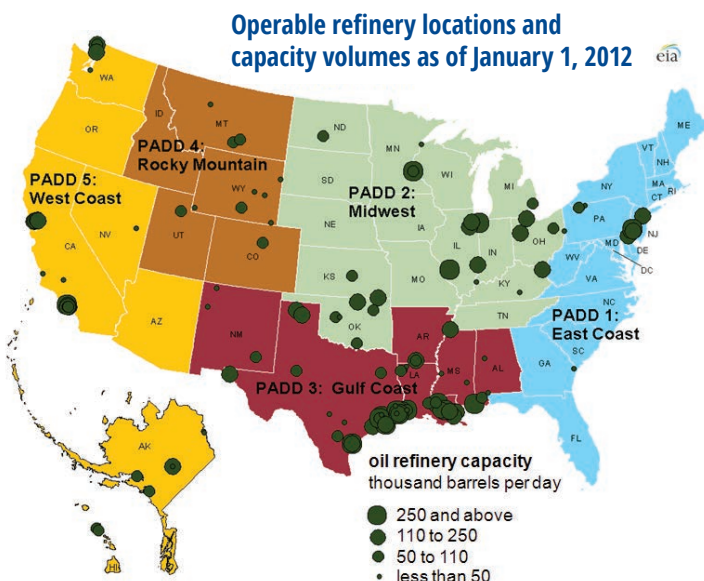 Operable refinery locations and
capacity volumes as of January 1, 2012
eia
WA
OR
ID
MT
ND
MN
WI
MI
ME
VT
NH
NY
MA
CT
RI
PADD 4:
Rocky Mountain
PADD 5:
West Coast
PADD 2:
Midwest
SD
WY
NE
IA
PA
NJ
CA
NV
UT
CO
IL
IN
OH
MD
DE
DC
WV
VA
KS
MO
KY
NC
TN
AZ
NM
OK
AR
PADD 1:
East Coast
SC
GA
PADD 3: Gulf Coast
LA
MS
AL
FL
AK
HI
oil refinery capacity
thousand barrels per day
250 and above
110 to 250
50 to 110
less than 50